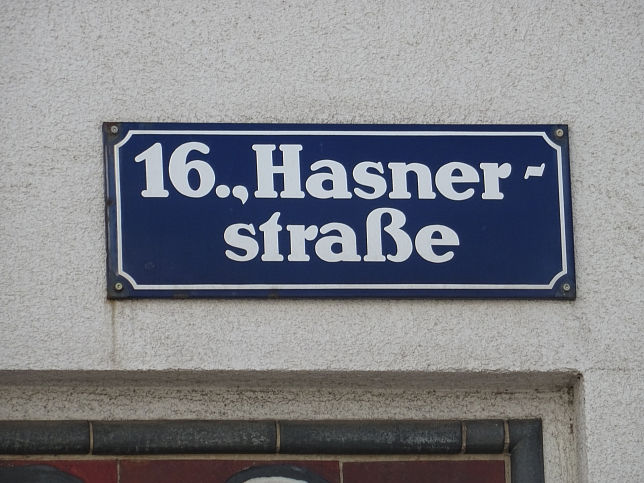 16., Hasner-
straße